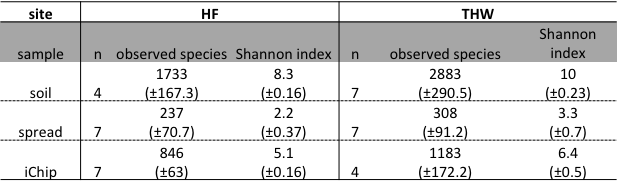 site HF THW
sample n observed species Shannon index n observed species Shannon index
soil 4 1733 (±167.3) 8.3 (±0.16) 7 2883 (±290.5) 10 (±0.23)
spread 7 237 (±70.7) 2.2 (±0.37) 7 308 (±91.2) 3.3 (±0.7)
iChip 7 846 (±63) 5.1 (±0.16) 4 1183 (±172.2) 6.4 (±0.5)